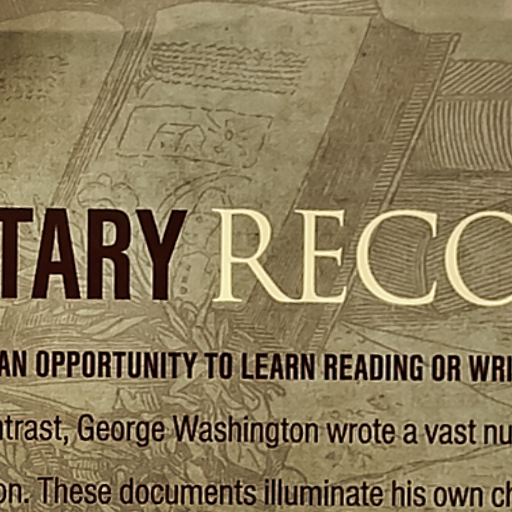 TARY RECO
AN OPPORTUNITY TO LEARN READING OR WRI
ntrast, George Washington wrote a vast nu
on. These documents illuminate his own ch